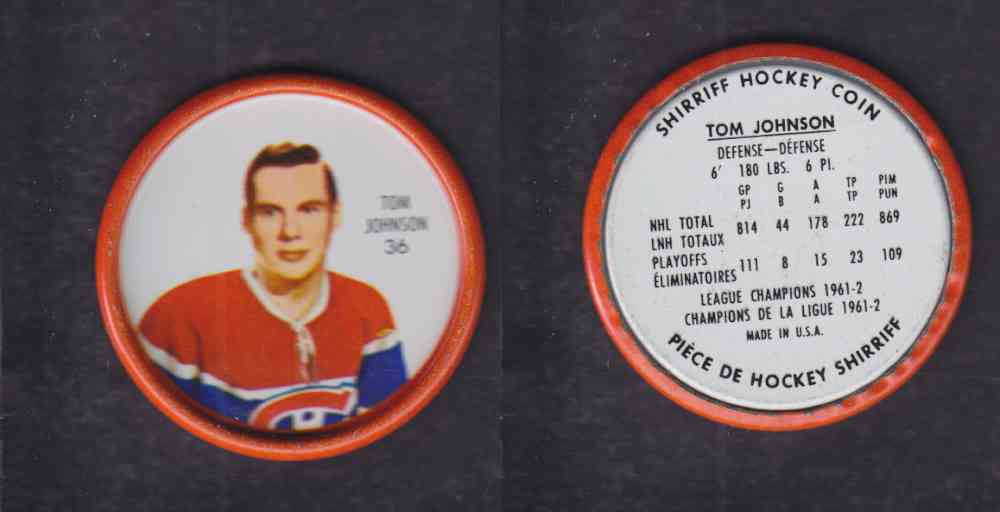 TOM
JOHNSON
36
SHIRRIFF HOCKEY COIN
TOM JOHNSON
DEFENSE—DÉFENSE
6' 180 LBS. 6 PI.
GP G A TP PIM
PJ B A TP PUN
NHL TOTAL
LNH TOTAUX 814 44 178 222 869
PLAYOFFS
ÉLIMINATOIRES 111 8 15 23 109
LEAGUE CHAMPIONS 1961-2
CHAMPIONS DE LA LIGUE 1961-2
MADE IN U.S.A.
PIÈCE DE HOCKEY SHIRRIFF